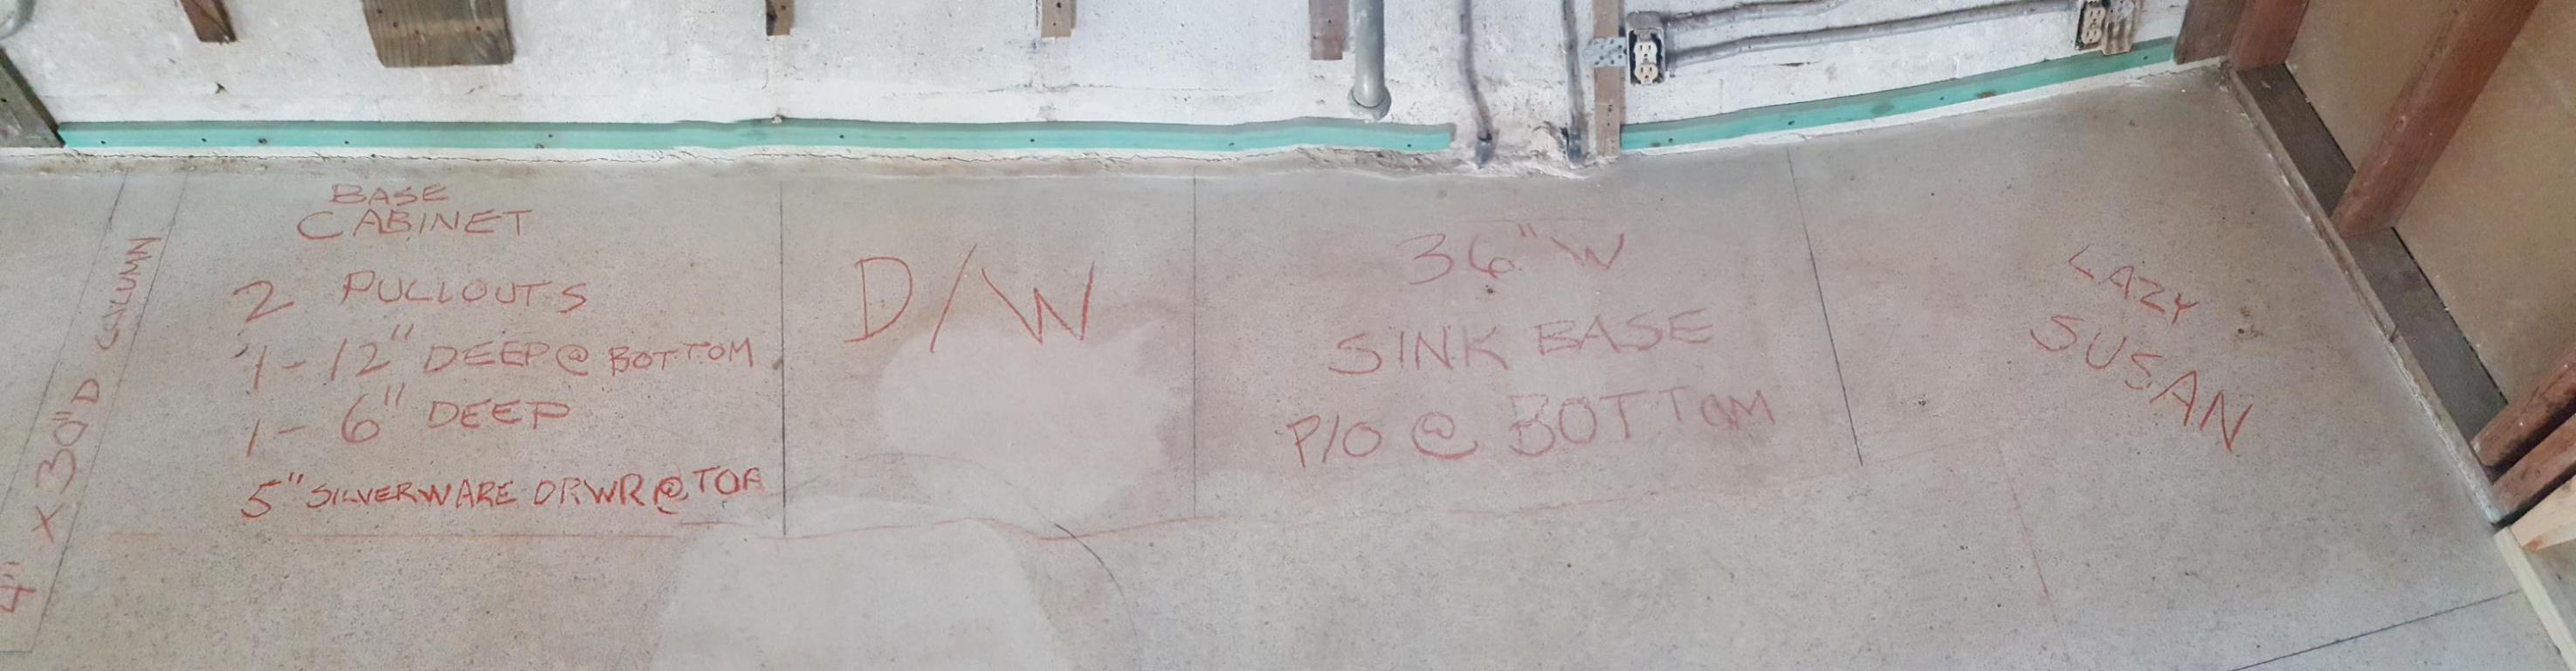 4" X 30"D COLUMN
BASE
CABINET
2 PULLOUTS
1-12" DEEP@BOTTOM
1-6" DEEP
5" SILVERWARE DRWR@TOP
D/W
36"W
SINK BASE
P/O @ BOTTOM
LAZY
SUSAN